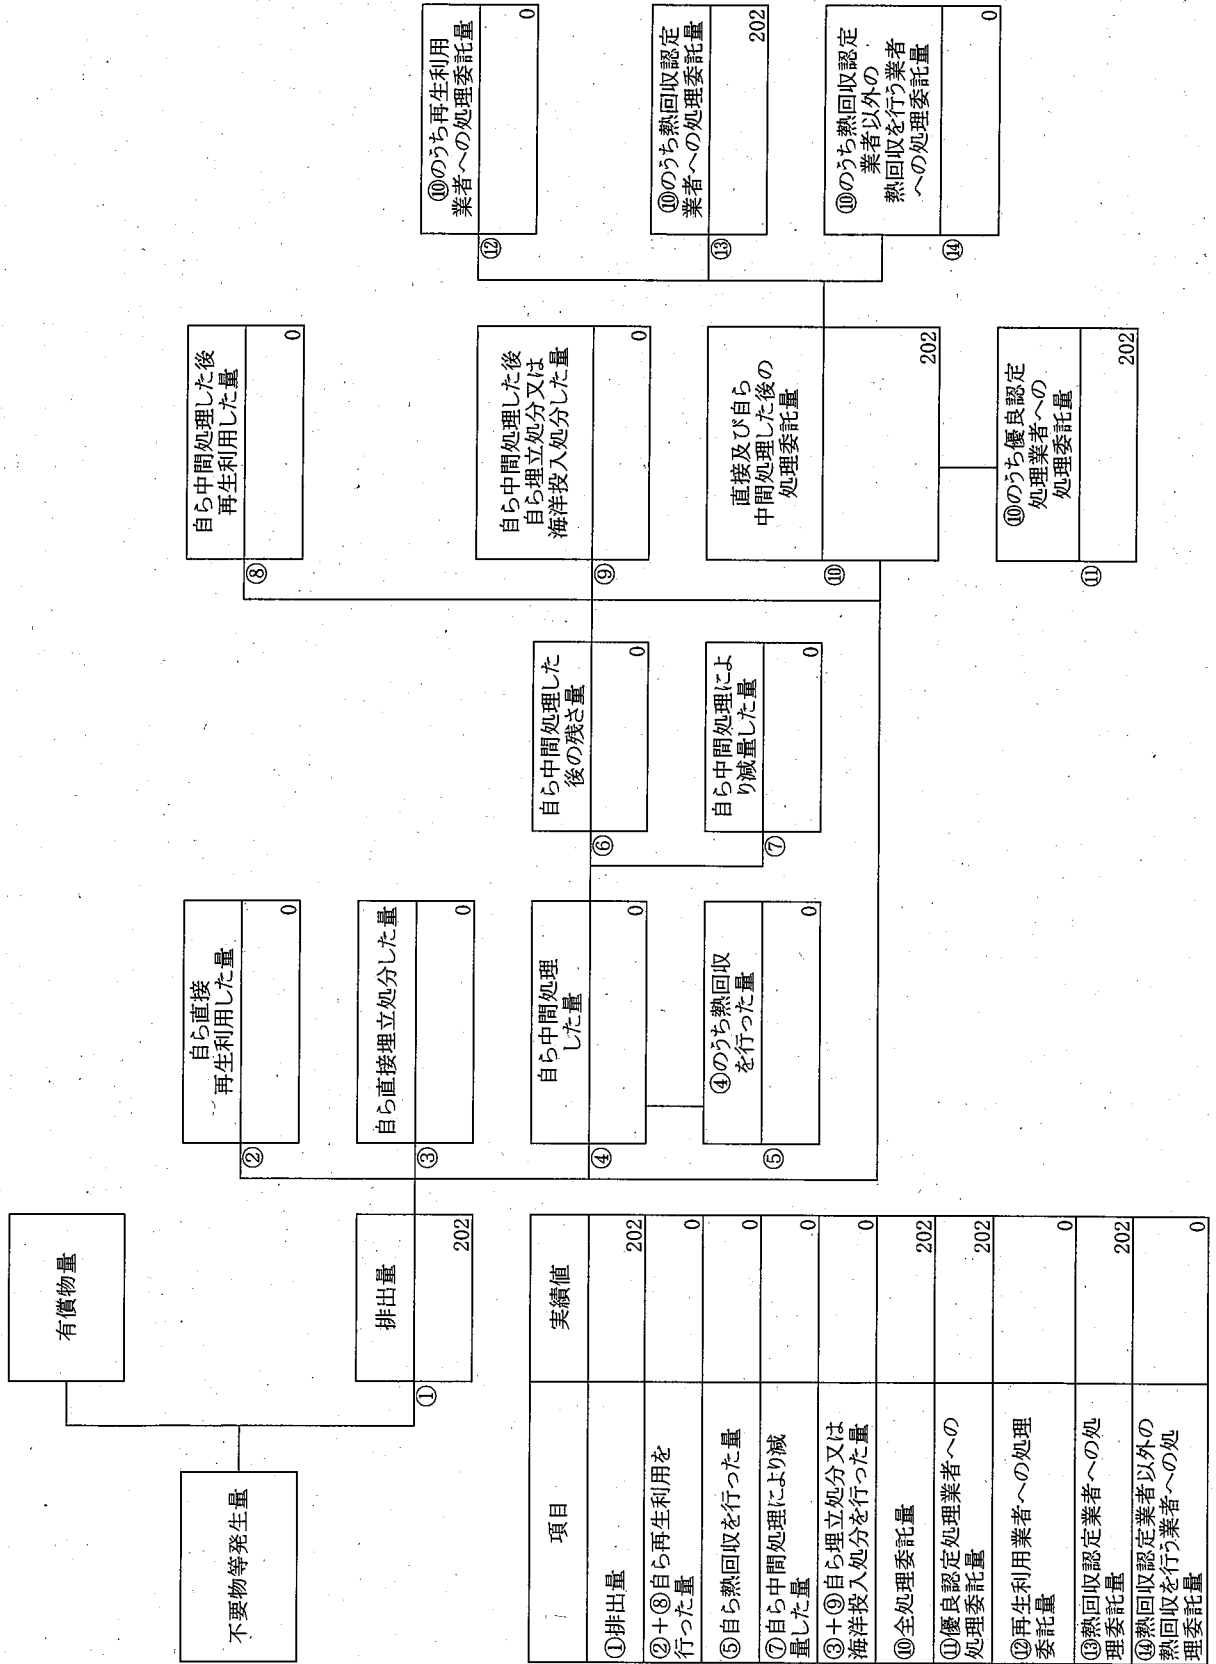 不要物等発生量
有償物量
排出量
①
202
自ら直接
再生利用した量
②
0
自ら直接埋立処分した量
③
0
自ら中間処理
した量
④
0
④のうち熱回収
を行った量
⑤
0
自ら中間処理した
後の残さ量
⑥
0
自ら中間処理によ
り減量した量
⑦
0
自ら中間処理した後
再生利用した量
⑧
0
自ら中間処理した後
自ら埋立処分又は
海洋投入処分した量
⑨
0
直接及び自ら
中間処理した後の
処理委託量
⑩
202
⑩のうち優良認定
処理業者への
処理委託量
⑪
202
⑩のうち再生利用
業者への処理委託量
⑫
0
⑩のうち熱回収認定
業者への処理委託量
⑬
202
⑩のうち熱回収認定
業者以外の
熱回収を行う業者
への処理委託量
⑭
0
項目 実績値
①排出量 202
②+⑧自ら再生利用を
行った量 0
⑤自ら熱回収を行った量 0
⑦自ら中間処理により減
量した量 0
③+⑨自ら埋立処分又は
海洋投入処分を行った量 0
⑩全処理委託量 202
⑪優良認定処理業者への
処理委託量 202
⑫再生利用業者への処理
委託量 0
⑬熱回収認定業者への処
理委託量 202
⑭熱回収認定業者以外の
熱回収を行う業者への処
理委託量 0